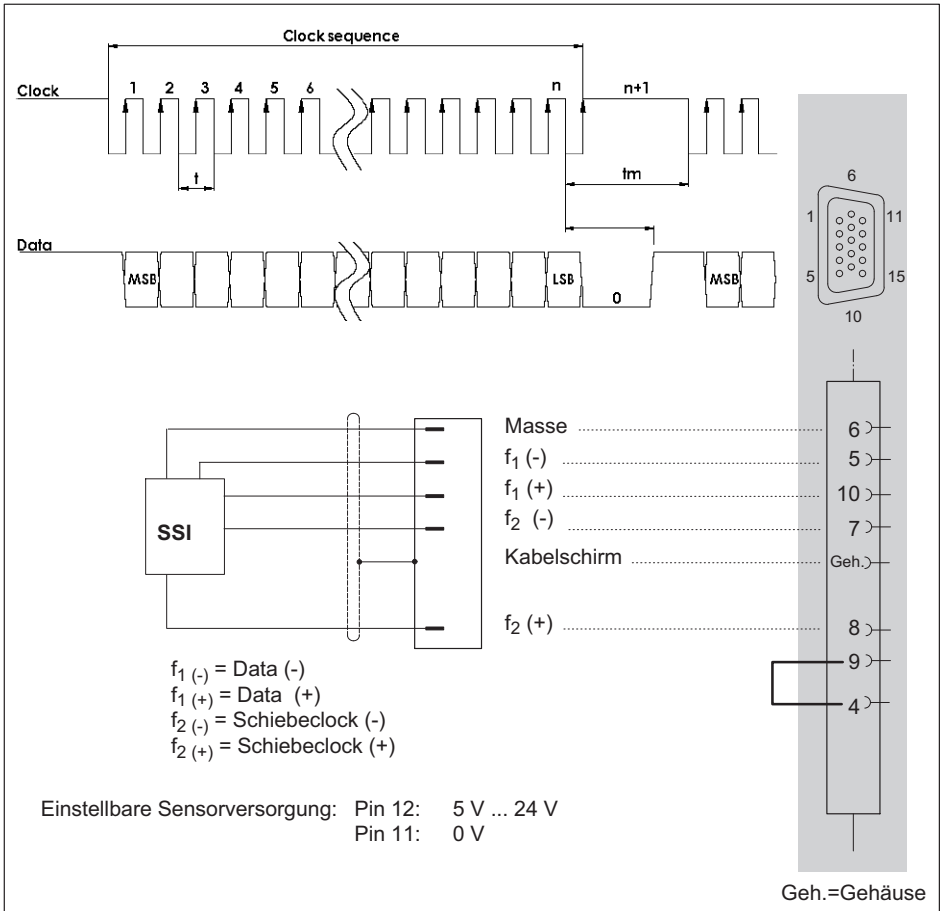 Clock sequence
Clock 1 2 3 4 5 6 n n+1
t tm
Data MSB LSB 0 MSB
6
1 11
5 15
10
Masse 6
f1 (-) 5
f1 (+) 10
f2 (-) 7
SSI
Kabelschirm Geh.
f2 (+) 8
9
4
f1 (-) = Data (-)
f1 (+) = Data (+)
f2 (-) = Schiebeclock (-)
f2 (+) = Schiebeclock (+)
Einstellbare Sensorversorgung: Pin 12: 5 V ... 24 V
Pin 11: 0 V
Geh.=Gehäuse